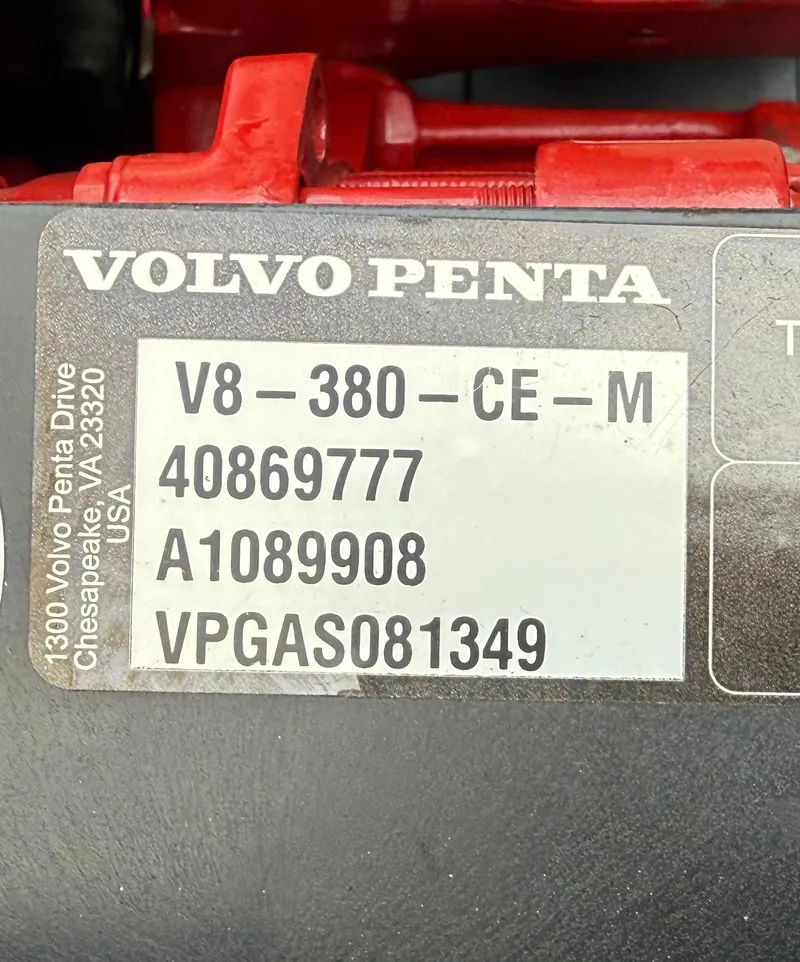 VOLVO PENTA
V8-380-CE-M
40869777
A1089908
VPGAS081349
1300 Volvo Penta Drive
Chesapeake, VA 23320
USA
T